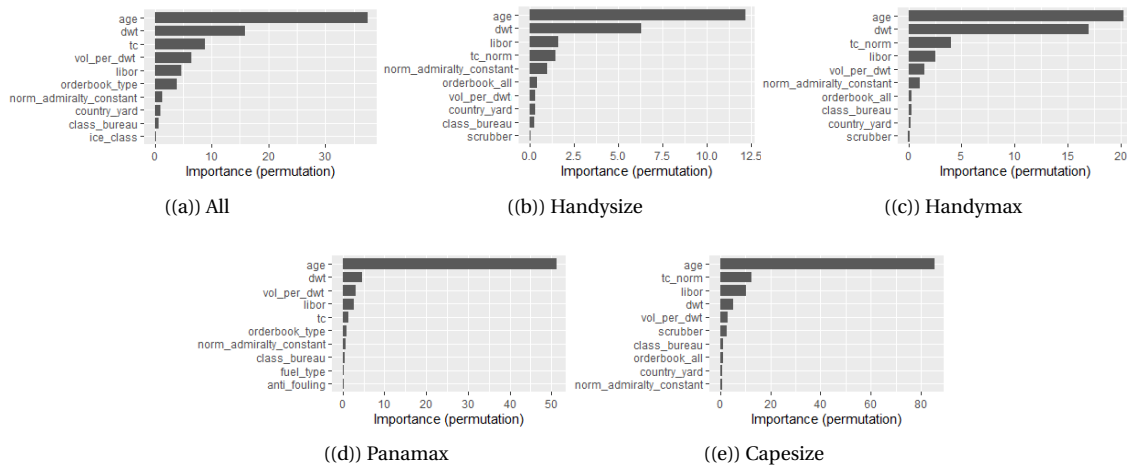 age
dwt
tc
vol_per_dwt
libor
orderbook_type
norm_admiralty_constant
country_yard
class_bureau
ice_class
0 10 20 30
Importance (permutation)
((a)) All
age
dwt
libor
tc_norm
norm_admiralty_constant
orderbook_all
vol_per_dwt
country_yard
class_bureau
scrubber
0.0 2.5 5.0 7.5 10.0 12.5
Importance (permutation)
((b)) Handysize
age
dwt
tc_norm
libor
vol_per_dwt
norm_admiralty_constant
orderbook_all
class_bureau
country_yard
scrubber
0 5 10 15 20
Importance (permutation)
((c)) Handymax
age
dwt
vol_per_dwt
libor
tc
orderbook_type
norm_admiralty_constant
class_bureau
fuel_type
anti_fouling
0 10 20 30 40 50
Importance (permutation)
((d)) Panamax
age
tc_norm
libor
dwt
vol_per_dwt
scrubber
class_bureau
orderbook_all
country_yard
norm_admiralty_constant
0 20 40 60 80
Importance (permutation)
((e)) Capesize